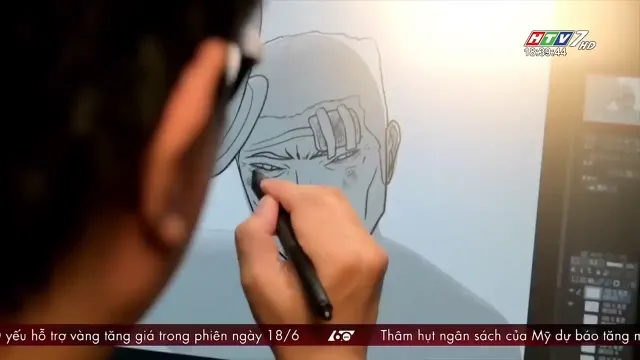 HTV7 HD
18:39:44
yếu hỗ trợ vàng tăng giá trong phiên ngày 18/6 60 Thâm hụt ngân sách của Mỹ dự báo tăng